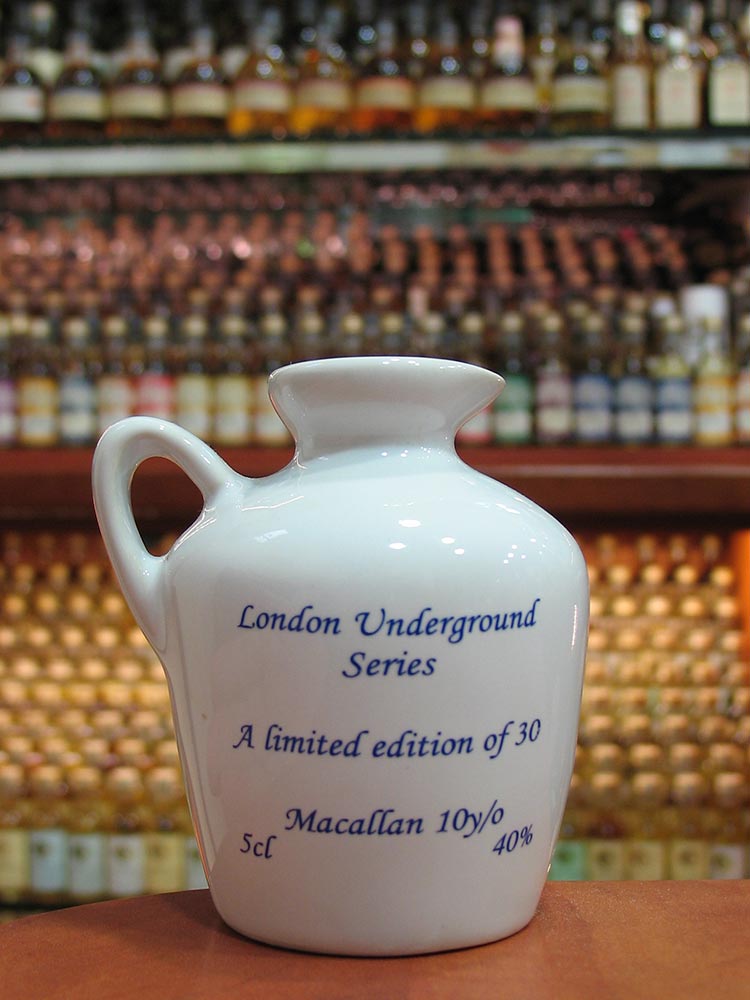 London Underground
Series
A limited edition of 30
Macallan 10y/o
5cl 40%